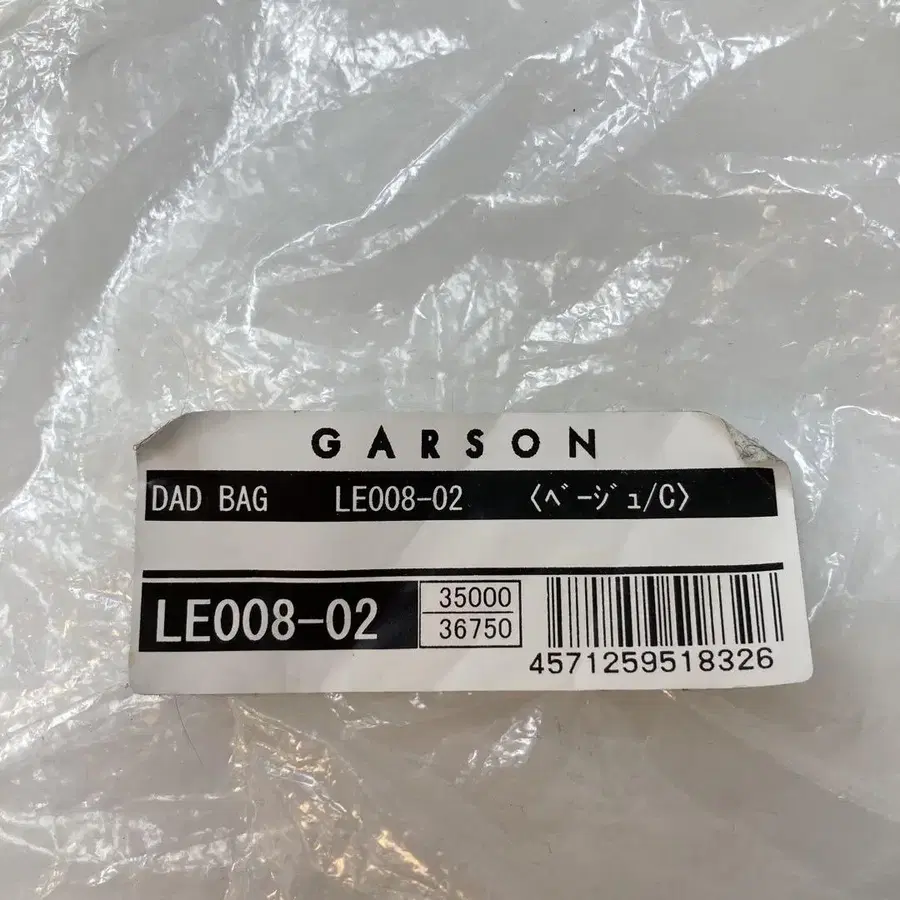 GARSON
DAD BAG LE008-02 〈ﾍﾞｰｼﾞｭ/C〉
LE008-02
35000
36750
4571259518326